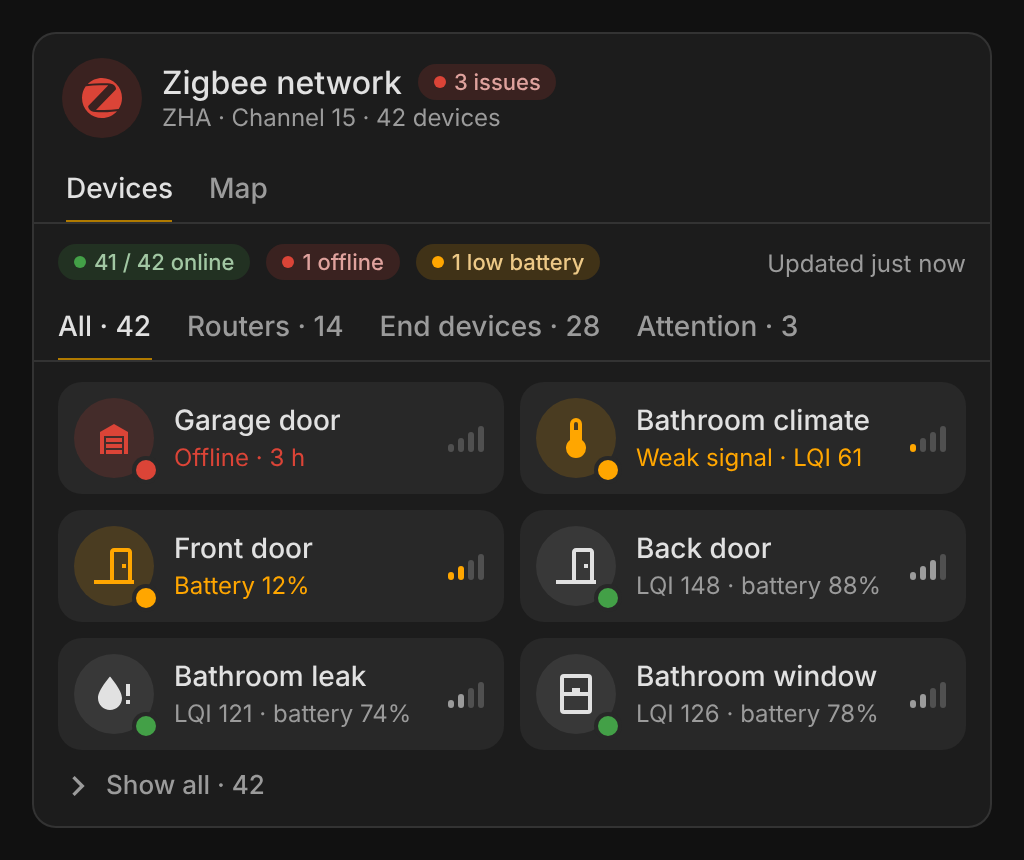 Zigbee network
3 issues
ZHA · Channel 15 · 42 devices
Devices
Map
41 / 42 online
1 offline
1 low battery
Updated just now
All · 42
Routers · 14
End devices · 28
Attention · 3
Garage door
Offline · 3 h
Bathroom climate
Weak signal · LQI 61
Front door
Battery 12%
Back door
LQI 148 · battery 88%
Bathroom leak
LQI 121 · battery 74%
Bathroom window
LQI 126 · battery 78%
Show all · 42